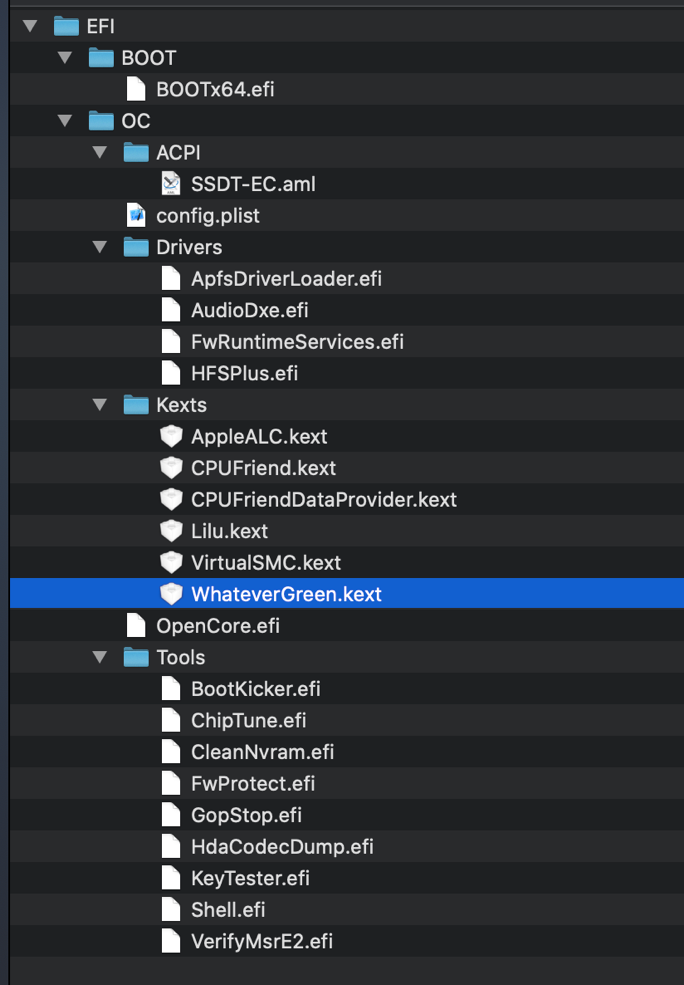 EFI
BOOT
BOOTx64.efi
OC
ACPI
SSDT-EC.aml
config.plist
Drivers
ApfsDriverLoader.efi
AudioDxe.efi
FwRuntimeServices.efi
HFSPlus.efi
Kexts
AppleALC.kext
CPUFriend.kext
CPUFriendDataProvider.kext
Lilu.kext
VirtualSMC.kext
WhateverGreen.kext
OpenCore.efi
Tools
BootKicker.efi
ChipTune.efi
CleanNvram.efi
FwProtect.efi
GopStop.efi
HdaCodecDump.efi
KeyTester.efi
Shell.efi
VerifyMsrE2.efi